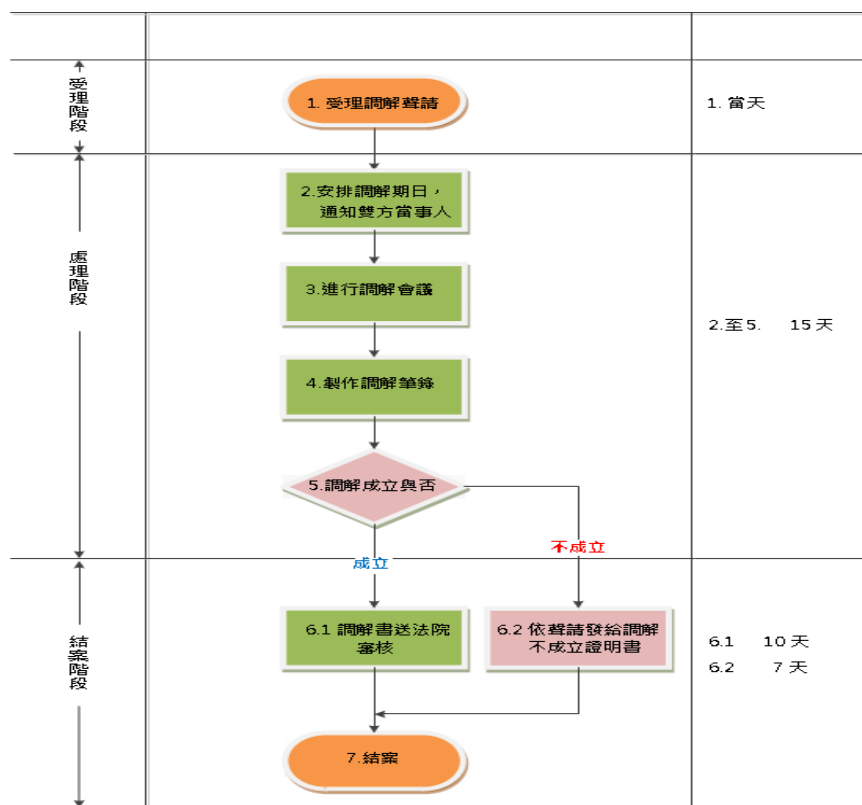 受理階段
1. 受理調解聲請
1. 當天
處理階段
2.安排調解期日，
通知雙方當事人
3.進行調解會議
2.至5. 15天
4.製作調解筆錄
5.調解成立與否
成立
不成立
結案階段
6.1 調解書送法院
審核
6.2 依聲請發給調解
不成立證明書
6.1 10天
6.2 7天
7.結案